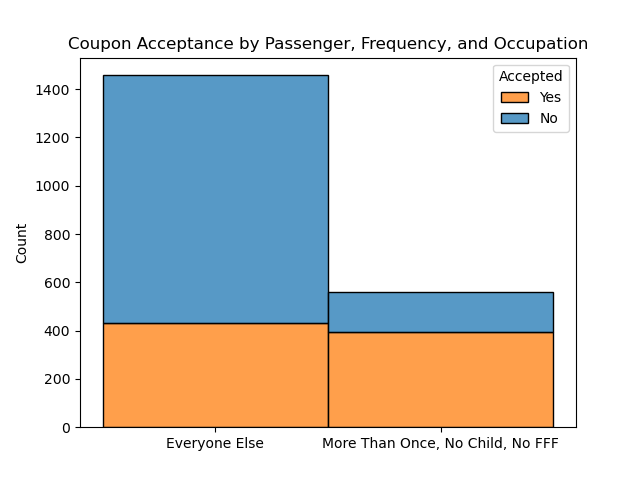 Coupon Acceptance by Passenger, Frequency, and Occupation
1400
1200
1000
800
600
400
200
0
Count
Accepted
Yes
No
Everyone Else
More Than Once, No Child, No FFF